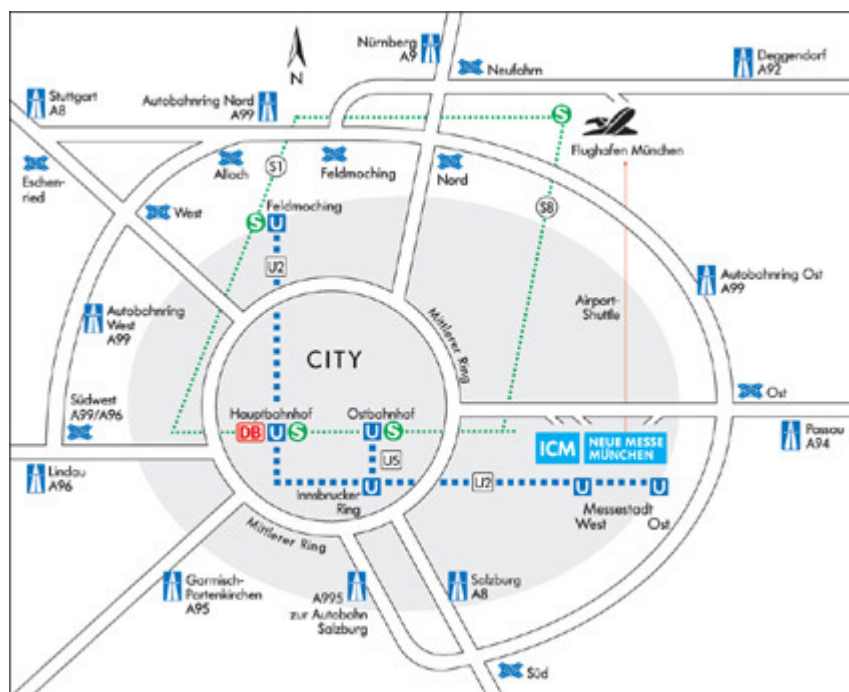 Nürnberg
A9
Deggendorf
A92
N
Neufahrn
Stuttgart
A8
Autobahnring Nord
A99
S
Flughafen München
Eschen-
ried
Allach
S1
Feldmoching
Nord
S8
West
S
U
Feldmoching
U2
Autobahnring Ost
A99
Airport-
Shuttle
Autobahnring
West
A99
Mittlerer Ring
CITY
Südwest
A99/A96
Ost
Hauptbahnhof
DB
U
S
Ostbahnhof
U
S
Passau
A94
ICM
NEUE MESSE
MÜNCHEN
Lindau
A96
U5
Innsbrucker
Ring
U
U2
U
U
Messestadt
West
Ost
Mittlerer Ring
Garmisch-
Partenkirchen
A95
A995
zur Autobahn
Salzburg
Salzburg
A8
Süd